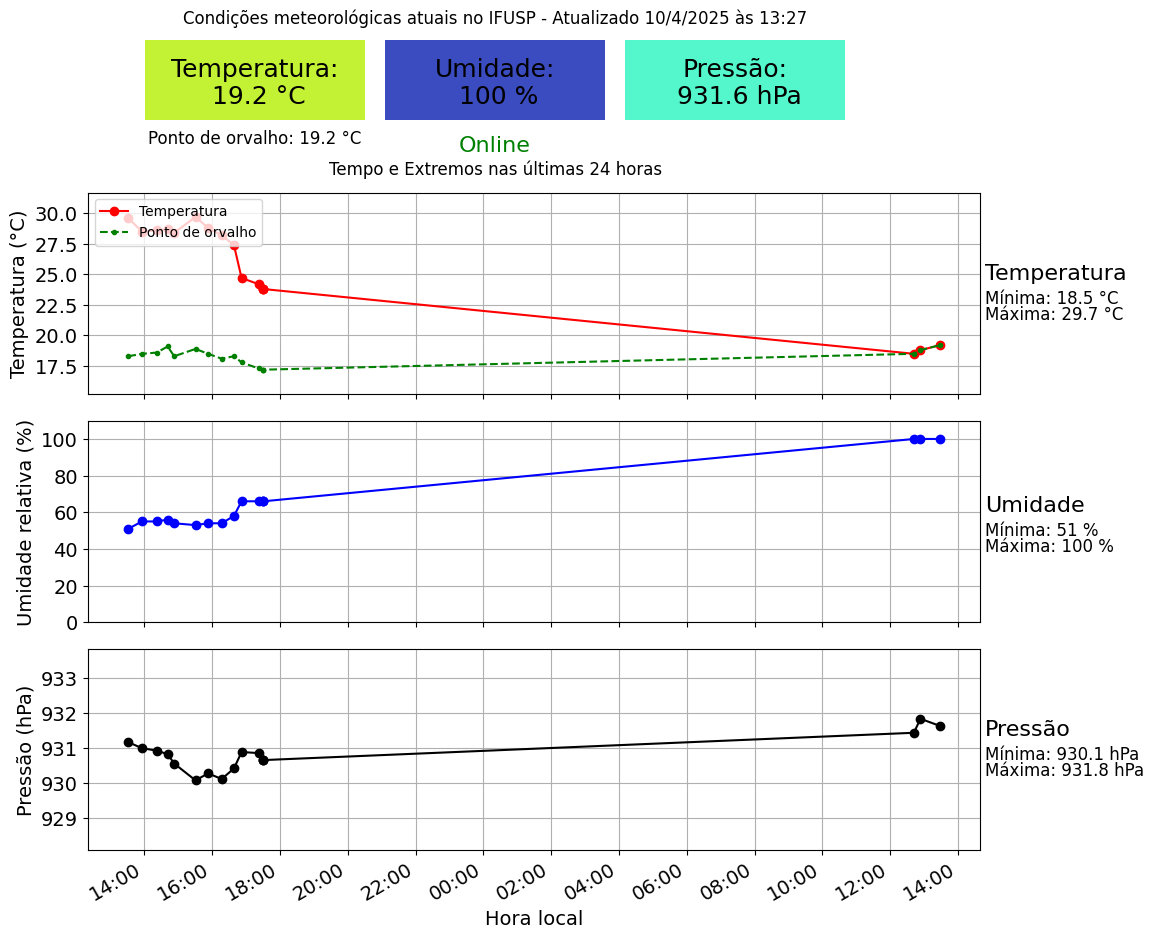 Condições meteorológicas atuais no IFUSP - Atualizado 10/4/2025 às 13:27
Temperatura:
19.2 °C
Umidade:
100 %
Pressão:
931.6 hPa
Ponto de orvalho: 19.2 °C
Online
Tempo e Extremos nas últimas 24 horas
Temperatura (°C)
30.0
27.5
25.0
22.5
20.0
17.5
Temperatura
Ponto de orvalho
Temperatura
Mínima: 18.5 °C
Máxima: 29.7 °C
Umidade relativa (%)
100
80
60
40
20
0
Umidade
Mínima: 51 %
Máxima: 100 %
Pressão (hPa)
933
932
931
930
929
Pressão
Mínima: 930.1 hPa
Máxima: 931.8 hPa
14:00 16:00 18:00 20:00 22:00 00:00 02:00 04:00 06:00 08:00 10:00 12:00 14:00
Hora local